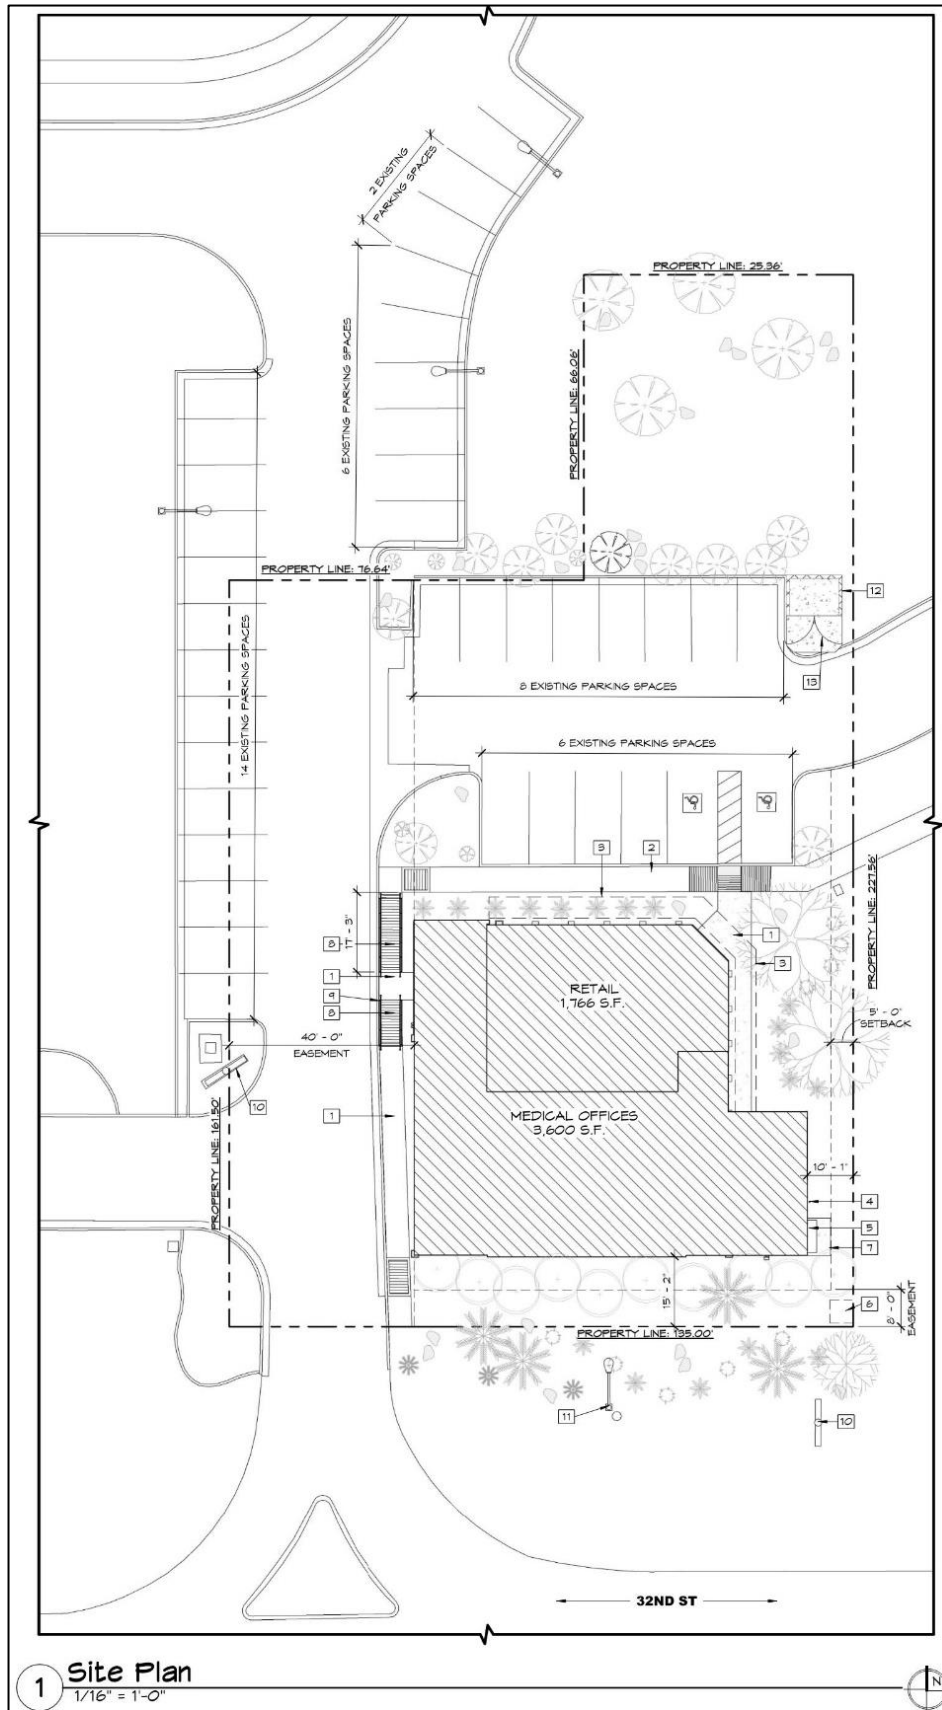 2 EXISTING
PARKING SPACES
PROPERTY LINE: 25.36'
6 EXISTING PARKING SPACES
PROPERTY LINE: 66.06'
PROPERTY LINE: 76.64'
12
14 EXISTING PARKING SPACES
13
8 EXISTING PARKING SPACES
6 EXISTING PARKING SPACES
3
2
PROPERTY LINE: 227.56'
17' - 3"
8
1
1
3
RETAIL
1,766 S.F.
9
8
5' - 0"
SETBACK
40' - 0"
EASEMENT
10
1
MEDICAL OFFICES
3,600 S.F.
PROPERTY LINE: 161.50'
10' - 1"
4
5
7
15' - 2"
6
8' - 0"
EASEMENT
PROPERTY LINE: 135.00'
11
10
32ND ST
1
Site Plan
1/16" = 1'-0"
N